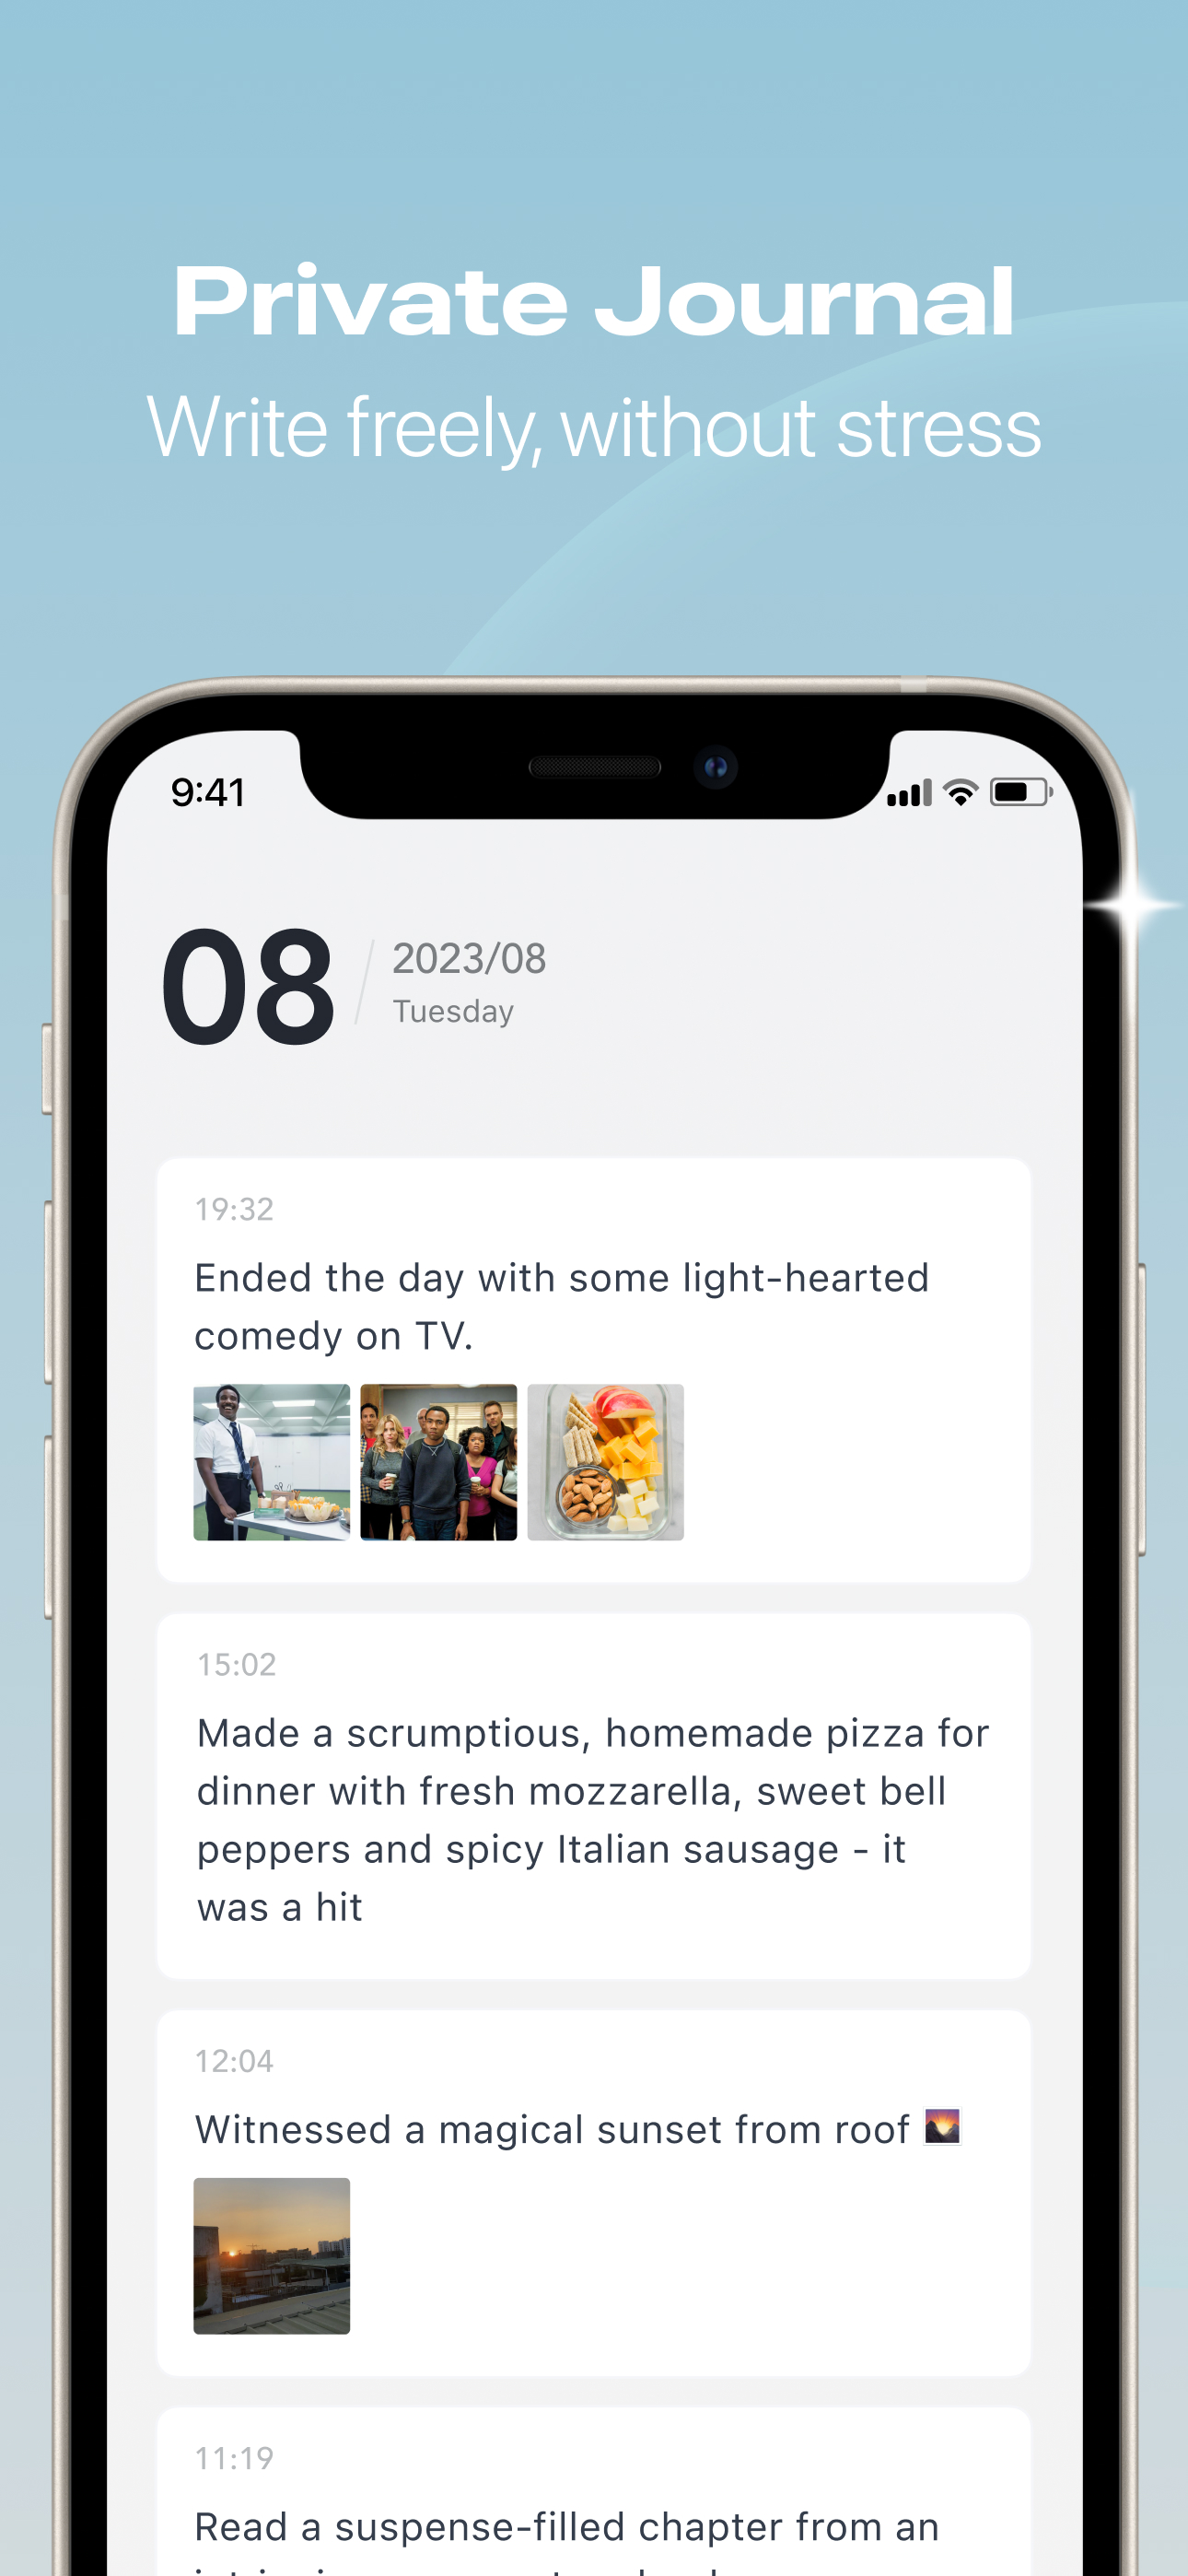 Private Journal
Write freely, without stress
9:41
08
2023/08
Tuesday
19:32
Ended the day with some light-hearted
comedy on TV.
15:02
Made a scrumptious, homemade pizza for
dinner with fresh mozzarella, sweet bell
peppers and spicy Italian sausage - it
was a hit
12:04
Witnessed a magical sunset from roof 🌄
11:19
Read a suspense-filled chapter from an